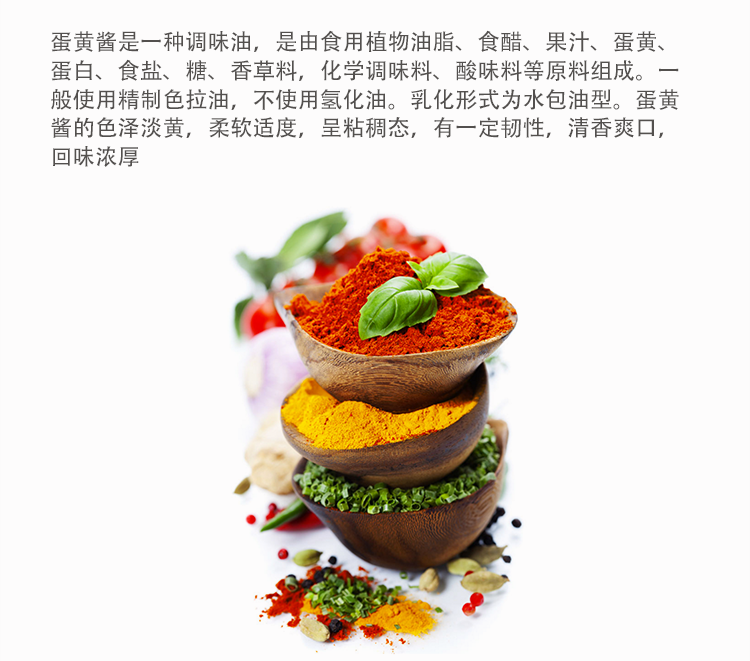 蛋黄酱是一种调味油，是由食用植物油脂、食醋、果汁、蛋黄、
蛋白、食盐、糖、香草料，化学调味料、酸味料等原料组成。一
般使用精制色拉油，不使用氢化油。乳化形式为水包油型。蛋黄
酱的色泽淡黄，柔软适度，呈粘稠态，有一定韧性，清香爽口，
回味浓厚